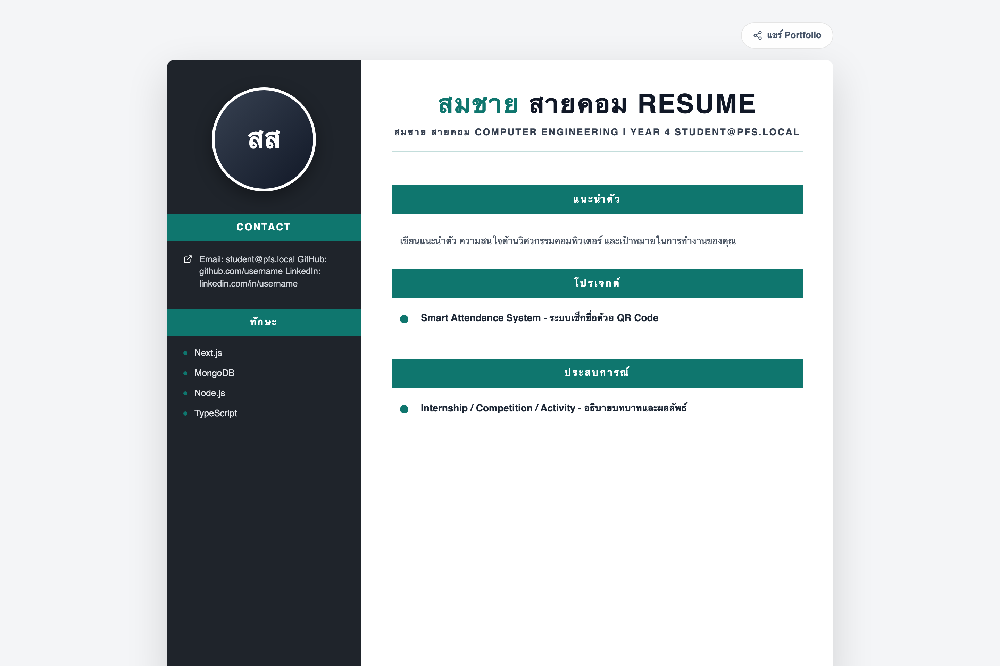 แชร์ Portfolio
สส
CONTACT
Email: student@pfs.local GitHub:
github.com/username LinkedIn:
linkedin.com/in/username
ทักษะ
Next.js
MongoDB
Node.js
TypeScript
สมชาย สายคอม RESUME
สมชาย สายคอม COMPUTER ENGINEERING | YEAR 4 STUDENT@PFS.LOCAL
แนะนำตัว
เขียนแนะนำตัว ความสนใจด้านวิศวกรรมคอมพิวเตอร์ และเป้าหมายในการทำงานของคุณ
โปรเจกต์
Smart Attendance System - ระบบเช็กชื่อด้วย QR Code
ประสบการณ์
Internship / Competition / Activity - อธิบายบทบาทและผลลัพธ์